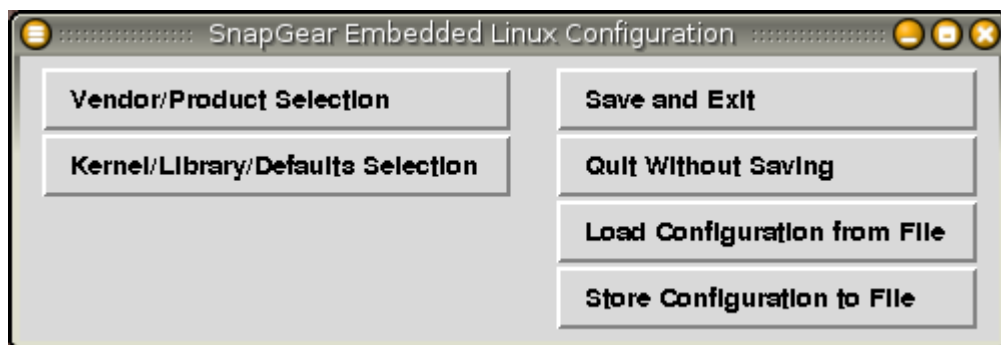 SnapGear Embedded Linux Configuration
Vendor/Product Selection
Kernel/Library/Defaults Selection
Save and Exit
Quit Without Saving
Load Configuration from File
Store Configuration to File